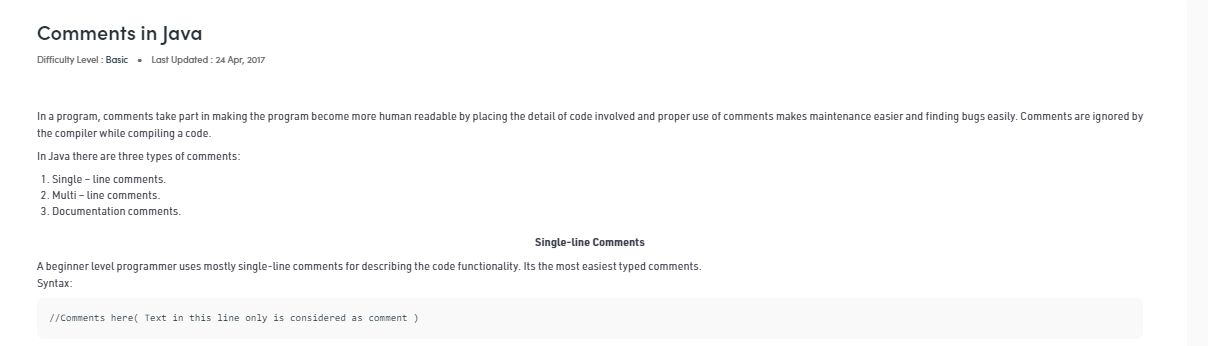 Comments in Java
Difficulty Level : Basic • Last Updated : 24 Apr, 2017
In a program, comments take part in making the program become more human readable by placing the detail of code involved and proper use of comments makes maintenance easier and finding bugs easily. Comments are ignored by
the compiler while compiling a code.
In Java there are three types of comments:
1. Single – line comments.
2. Multi – line comments.
3. Documentation comments.
Single-line Comments
A beginner level programmer uses mostly single-line comments for describing the code functionality. Its the most easiest typed comments.
Syntax:
//Comments here( Text in this line only is considered as comment )